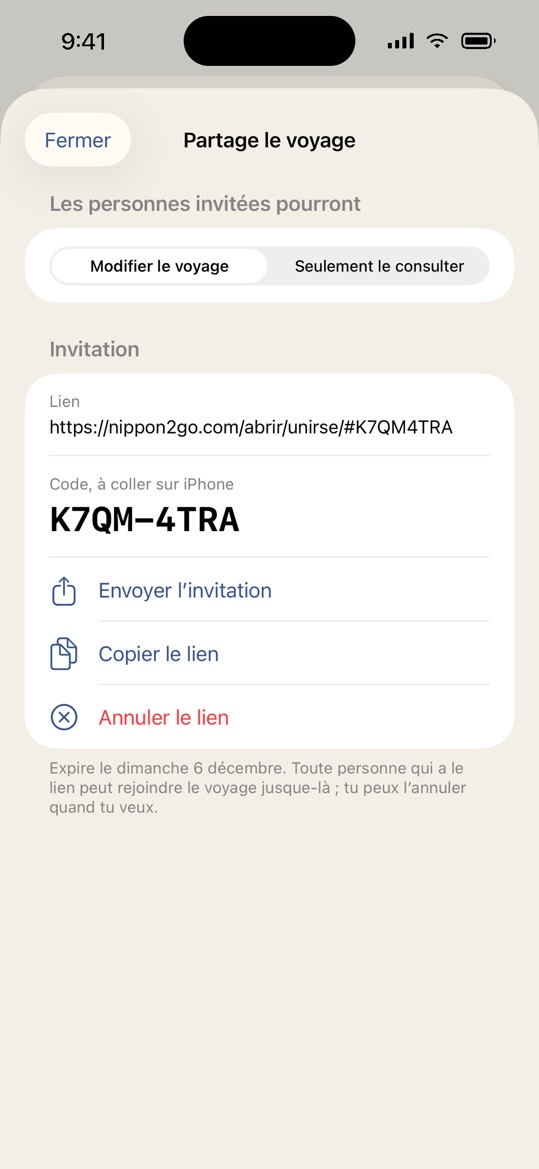 9:41
Fermer
Partage le voyage
Les personnes invitées pourront
Modifier le voyage
Seulement le consulter
Invitation
Lien
https://nippon2go.com/abrir/unirse/#K7QM4TRA
Code, à coller sur iPhone
K7QM–4TRA
Envoyer l’invitation
Copier le lien
Annuler le lien
Expire le dimanche 6 décembre. Toute personne qui a le
lien peut rejoindre le voyage jusque-là ; tu peux l’annuler
quand tu veux.